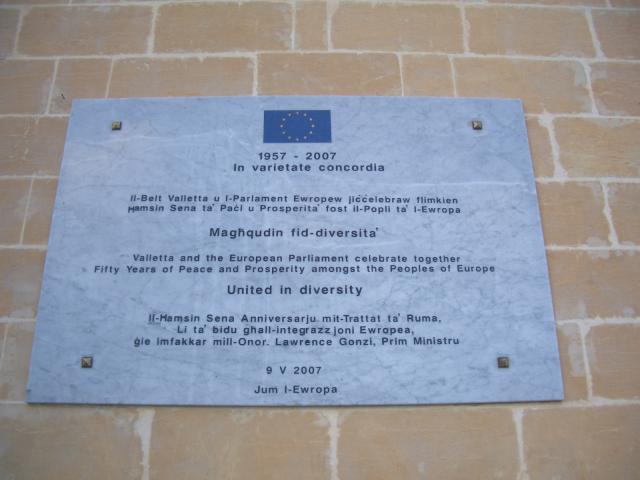 1957 - 2007
In varietate concordia
Il-Belt Valletta u l-Parlament Ewropew jiċċelebraw flimkien
Ħamsin Sena ta' Paċi u Prosperita' fost il-Popli ta' l-Ewropa
Magħqudin fid-diversita'
Valletta and the European Parliament celebrate together
Fifty Years of Peace and Prosperity amongst the Peoples of Europe
United in diversity
Il-Ħamsin Sena Anniversarju mit-Trattat ta' Ruma,
Li ta' bidu għall-integrazzjoni Ewropea,
ġie imfakkar mill-Onor. Lawrence Gonzi, Prim Ministru
9 V 2007
Jum l-Ewropa